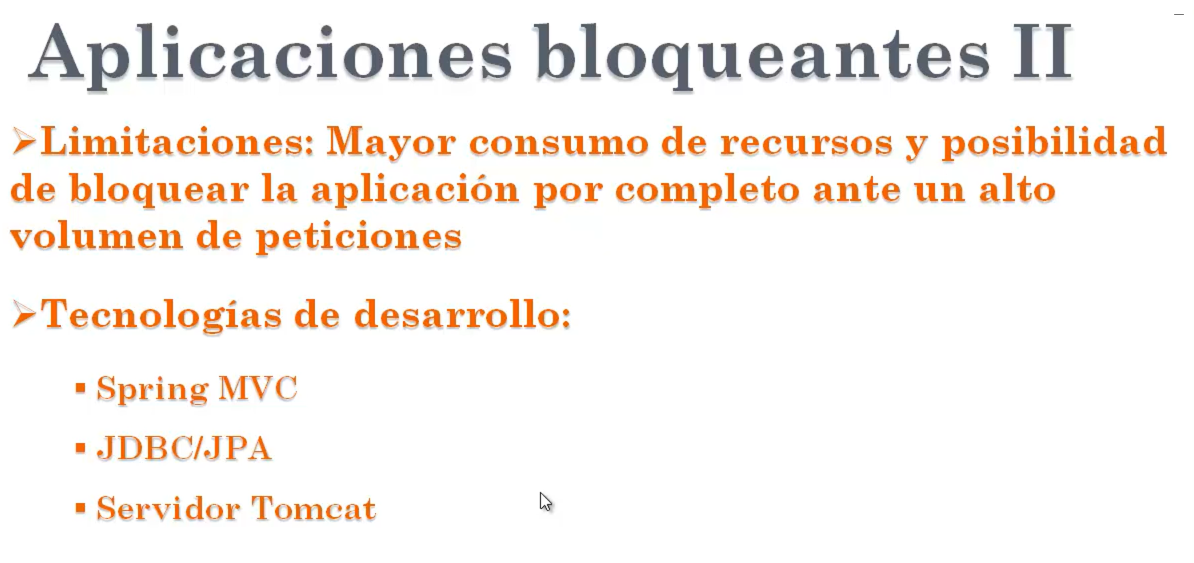 Aplicaciones bloqueantes II
➢Limitaciones: Mayor consumo de recursos y posibilidad
de bloquear la aplicación por completo ante un alto
volumen de peticiones
➢Tecnologías de desarrollo:
▪ Spring MVC
▪ JDBC/JPA
▪ Servidor Tomcat